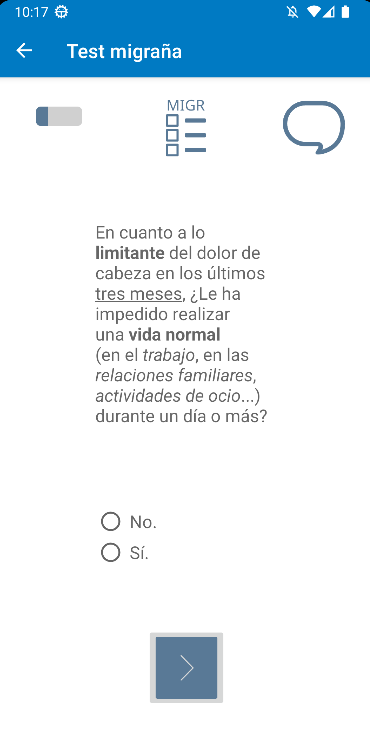 10:17
Test migraña
MIGR
En cuanto a lo
limitante del dolor de
cabeza en los últimos
tres meses, ¿Le ha
impedido realizar
una vida normal
(en el trabajo, en las
relaciones familiares,
actividades de ocio...)
durante un día o más?
No.
Sí.